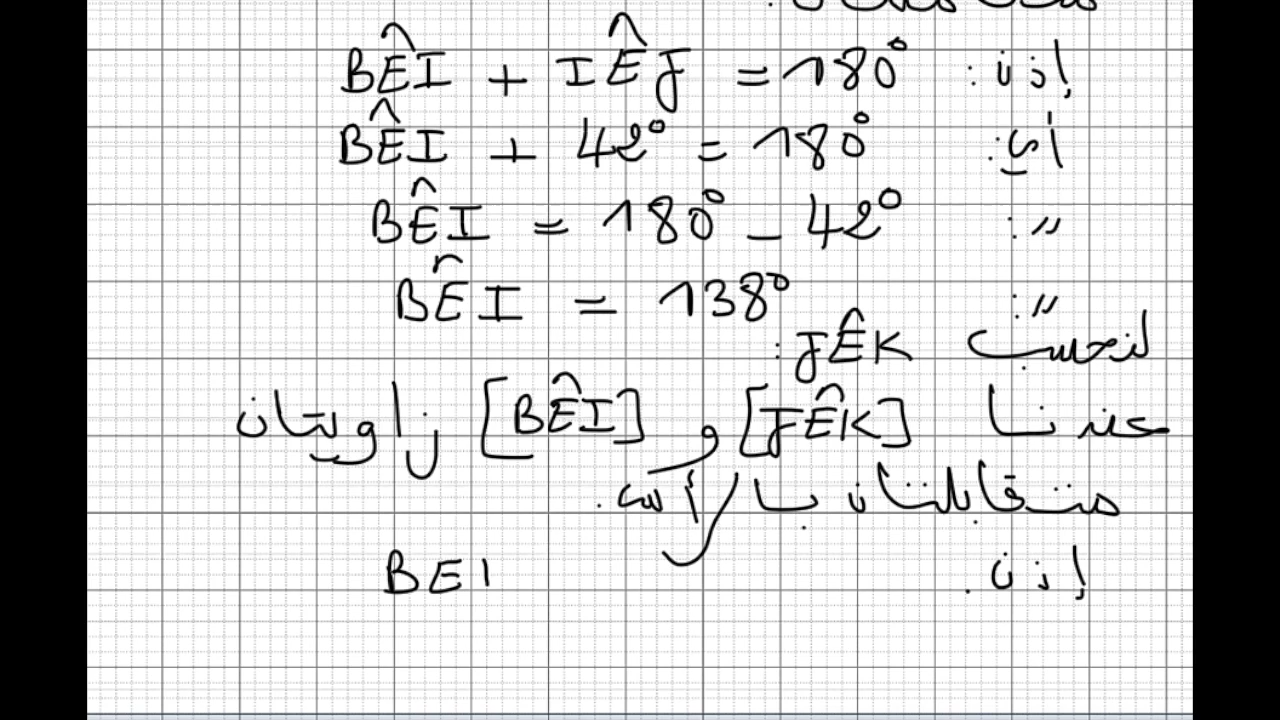 إذن: BÊI + IÊJ = 180°
أي: BÊI + 42° = 180°
": BÊI = 180° - 42°
": BÊI = 138°
لنحسب JÊK:
عندنا [JÊK] و [BÊI] زاويتان
متقابلتان بالرأس.
إذن. BEI